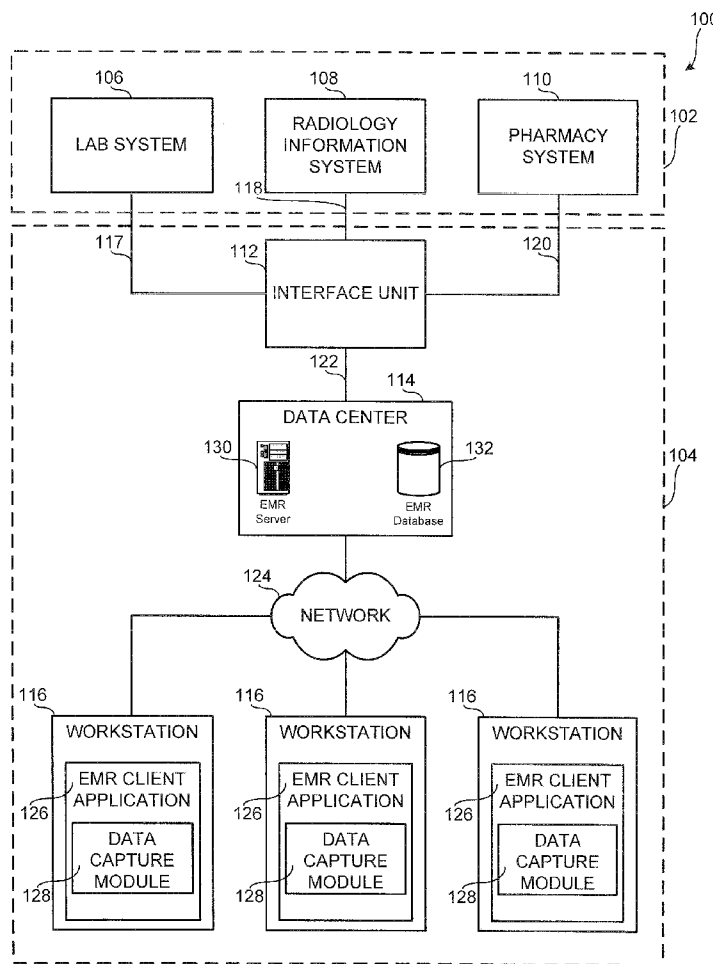 100
106
108
110
LAB SYSTEM
RADIOLOGY
INFORMATION
SYSTEM
PHARMACY
SYSTEM
102
118
117
112
120
INTERFACE UNIT
122
114
DATA CENTER
130
132
EMR
Server
EMR
Database
104
124
NETWORK
116
116
116
WORKSTATION
WORKSTATION
WORKSTATION
EMR CLIENT
APPLICATION
126
DATA
CAPTURE
MODULE
128
EMR CLIENT
APPLICATION
126
DATA
CAPTURE
MODULE
128
EMR CLIENT
APPLICATION
126
DATA
CAPTURE
MODULE
128